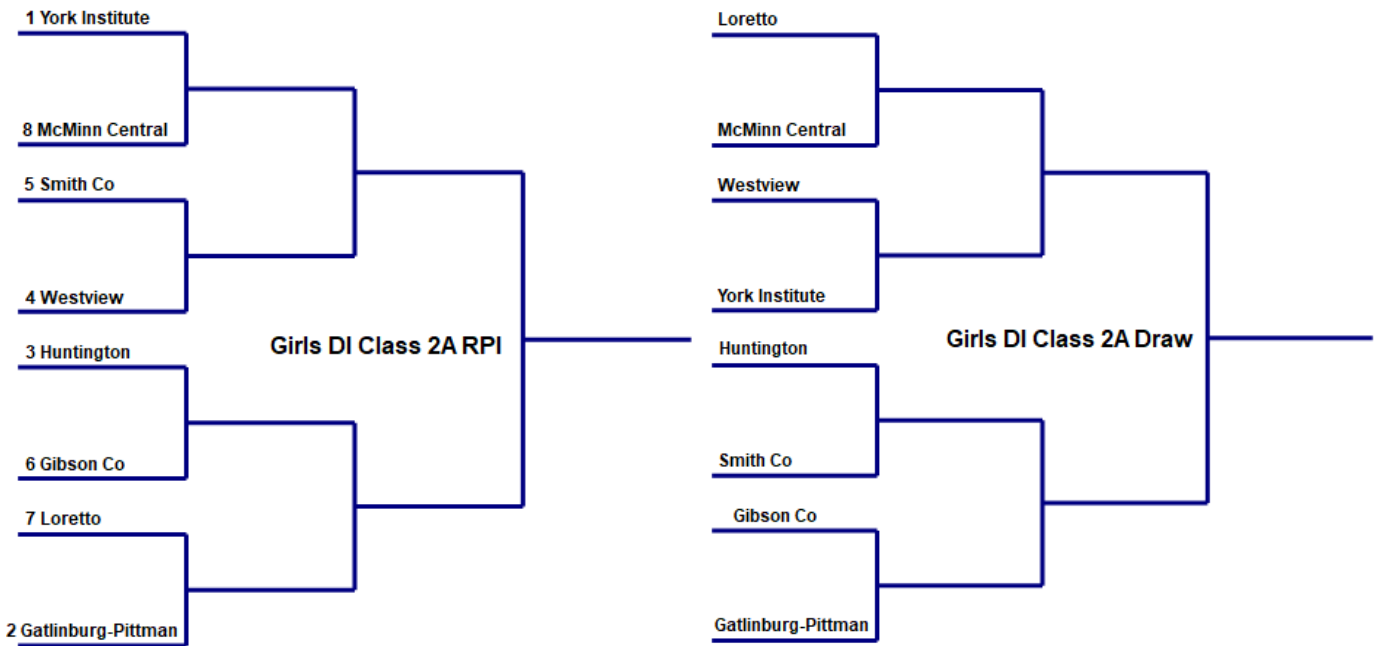 1 York Institute
8 McMinn Central
5 Smith Co
4 Westview
3 Huntington
Girls DI Class 2A RPI
6 Gibson Co
7 Loretto
2 Gatlinburg-Pittman
Loretto
McMinn Central
Westview
York Institute
Girls DI Class 2A Draw
Huntington
Smith Co
Gibson Co
Gatlinburg-Pittman